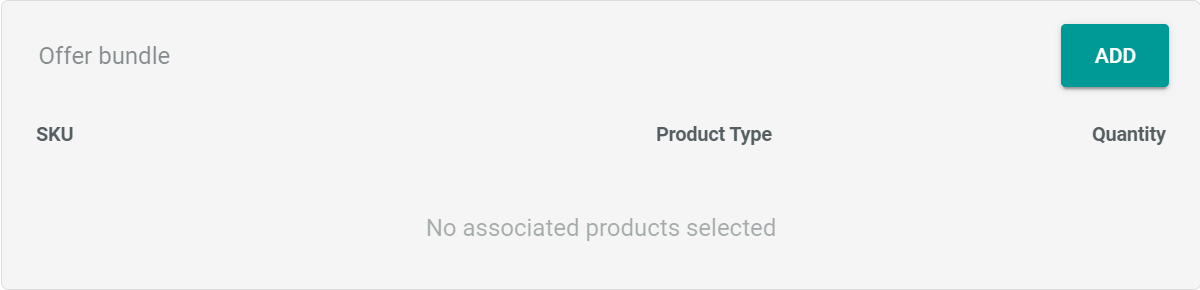 Offer bundle
ADD
SKU Product Type Quantity
No associated products selected